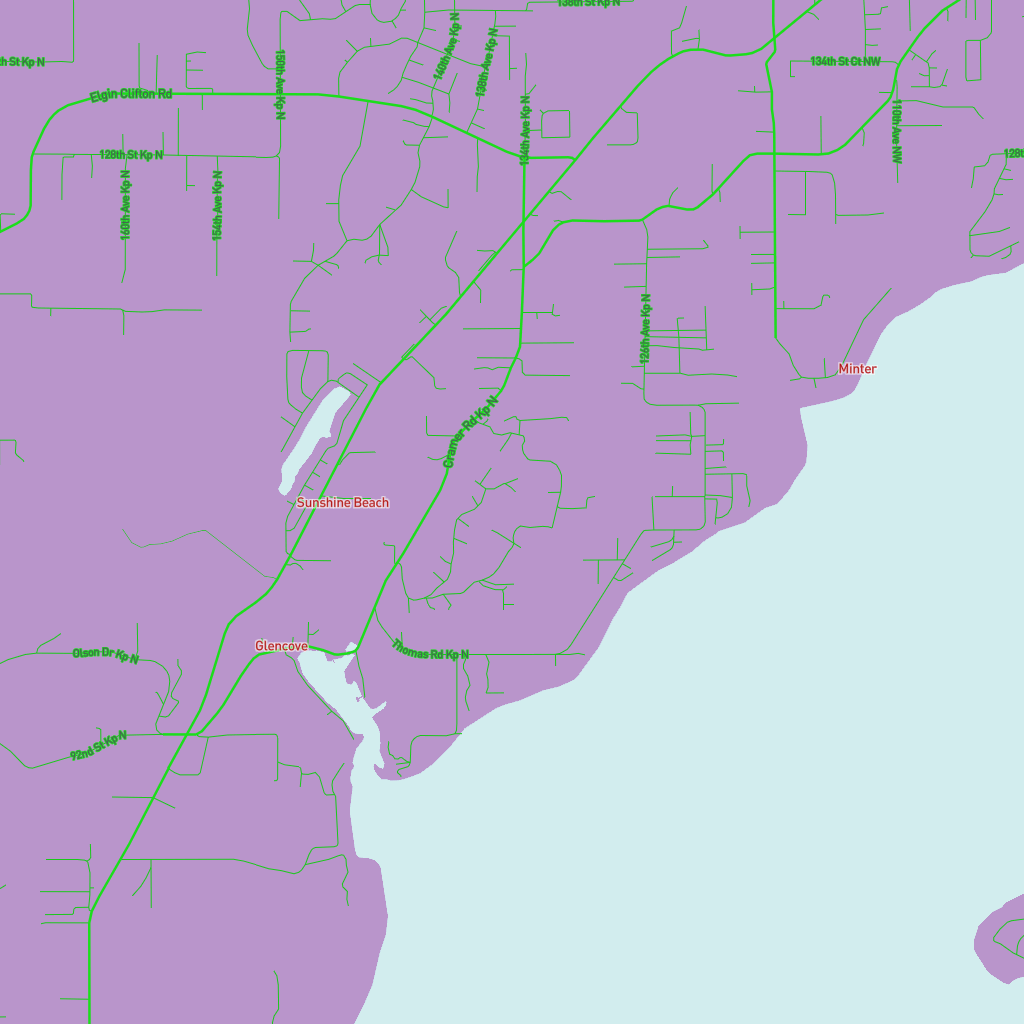 138th St Kp N
140th Ave Kp N
138th Ave Kp N
th St Kp N
150th Ave Kp N
134th St Ct NW
Elgin Clifton Rd
134th Ave Kp N
110th Ave NW
128th St Kp N
128t
160th Ave Kp N
154th Ave Kp N
126th Ave Kp N
Minter
Cramer Rd Kp N
Sunshine Beach
Glencove
Olson Dr Kp N
Thomas Rd Kp N
92nd St Kp N